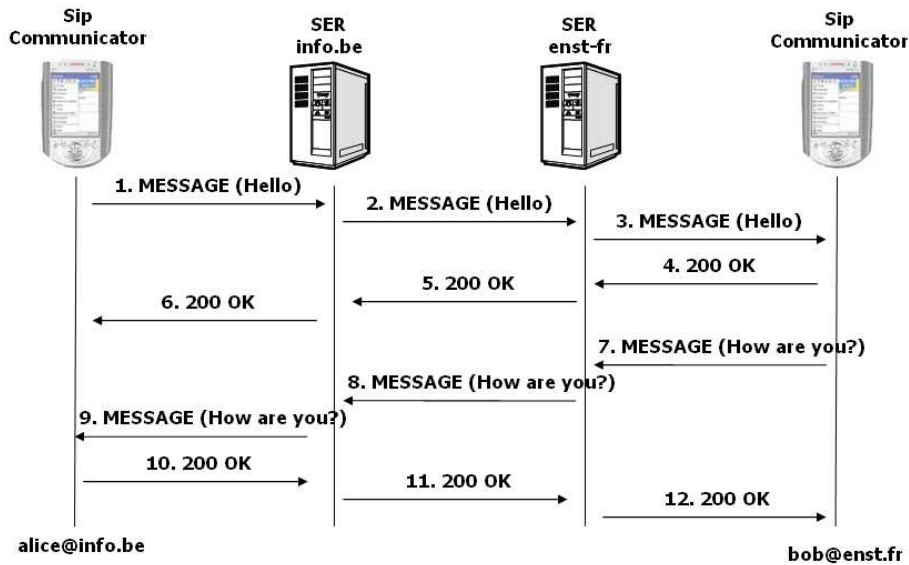 Sip
Communicator
SER
info.be
SER
enst-fr
Sip
Communicator
1. MESSAGE (Hello)
2. MESSAGE (Hello)
3. MESSAGE (Hello)
4. 200 OK
5. 200 OK
6. 200 OK
7. MESSAGE (How are you?)
8. MESSAGE (How are you?)
9. MESSAGE (How are you?)
10. 200 OK
11. 200 OK
12. 200 OK
alice@info.be
bob@enst.fr